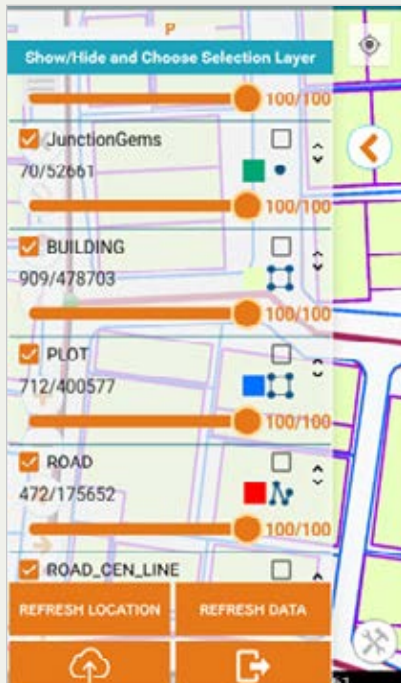 P
Show/Hide and Choose Selection Layer
100/100
JunctionGems
70/52661
100/100
BUILDING
909/478703
100/100
PLOT
712/400577
100/100
ROAD
472/175652
100/100
ROAD_CEN_LINE
REFRESH LOCATION REFRESH DATA